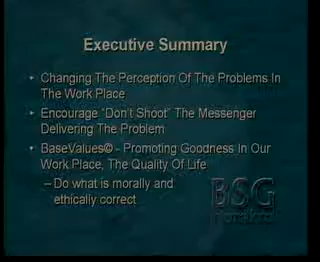 Executive Summary
• Changing The Perception Of The Problems In
The Work Place
• Encourage "Don't Shoot" The Messenger
Delivering The Problem
• BaseValues© - Promoting Goodness In Our
Work Place, The Quality Of Life
– Do what is morally and
ethically correct
BSG
International